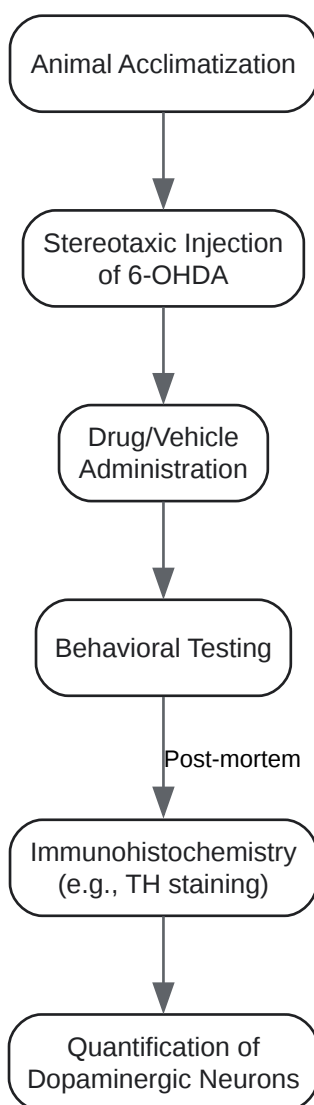 Animal Acclimatization
Stereotaxic Injection
of 6-OHDA
Drug/Vehicle
Administration
Behavioral Testing
Post-mortem
Immunohistochemistry
(e.g., TH staining)
Quantification of
Dopaminergic Neurons